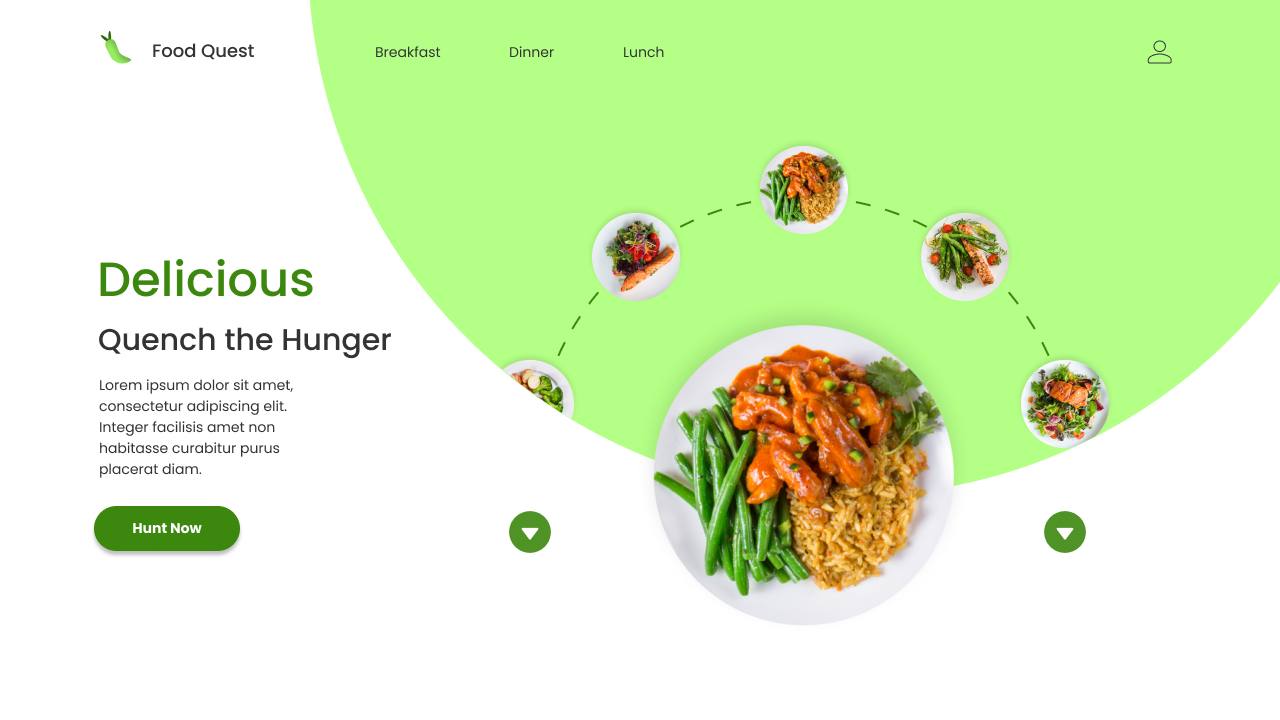 Food Quest
Breakfast
Dinner
Lunch
Delicious
Quench the Hunger
Lorem ipsum dolor sit amet,
consectetur adipiscing elit.
Integer facilisis amet non
habitasse curabitur purus
placerat diam.
Hunt Now